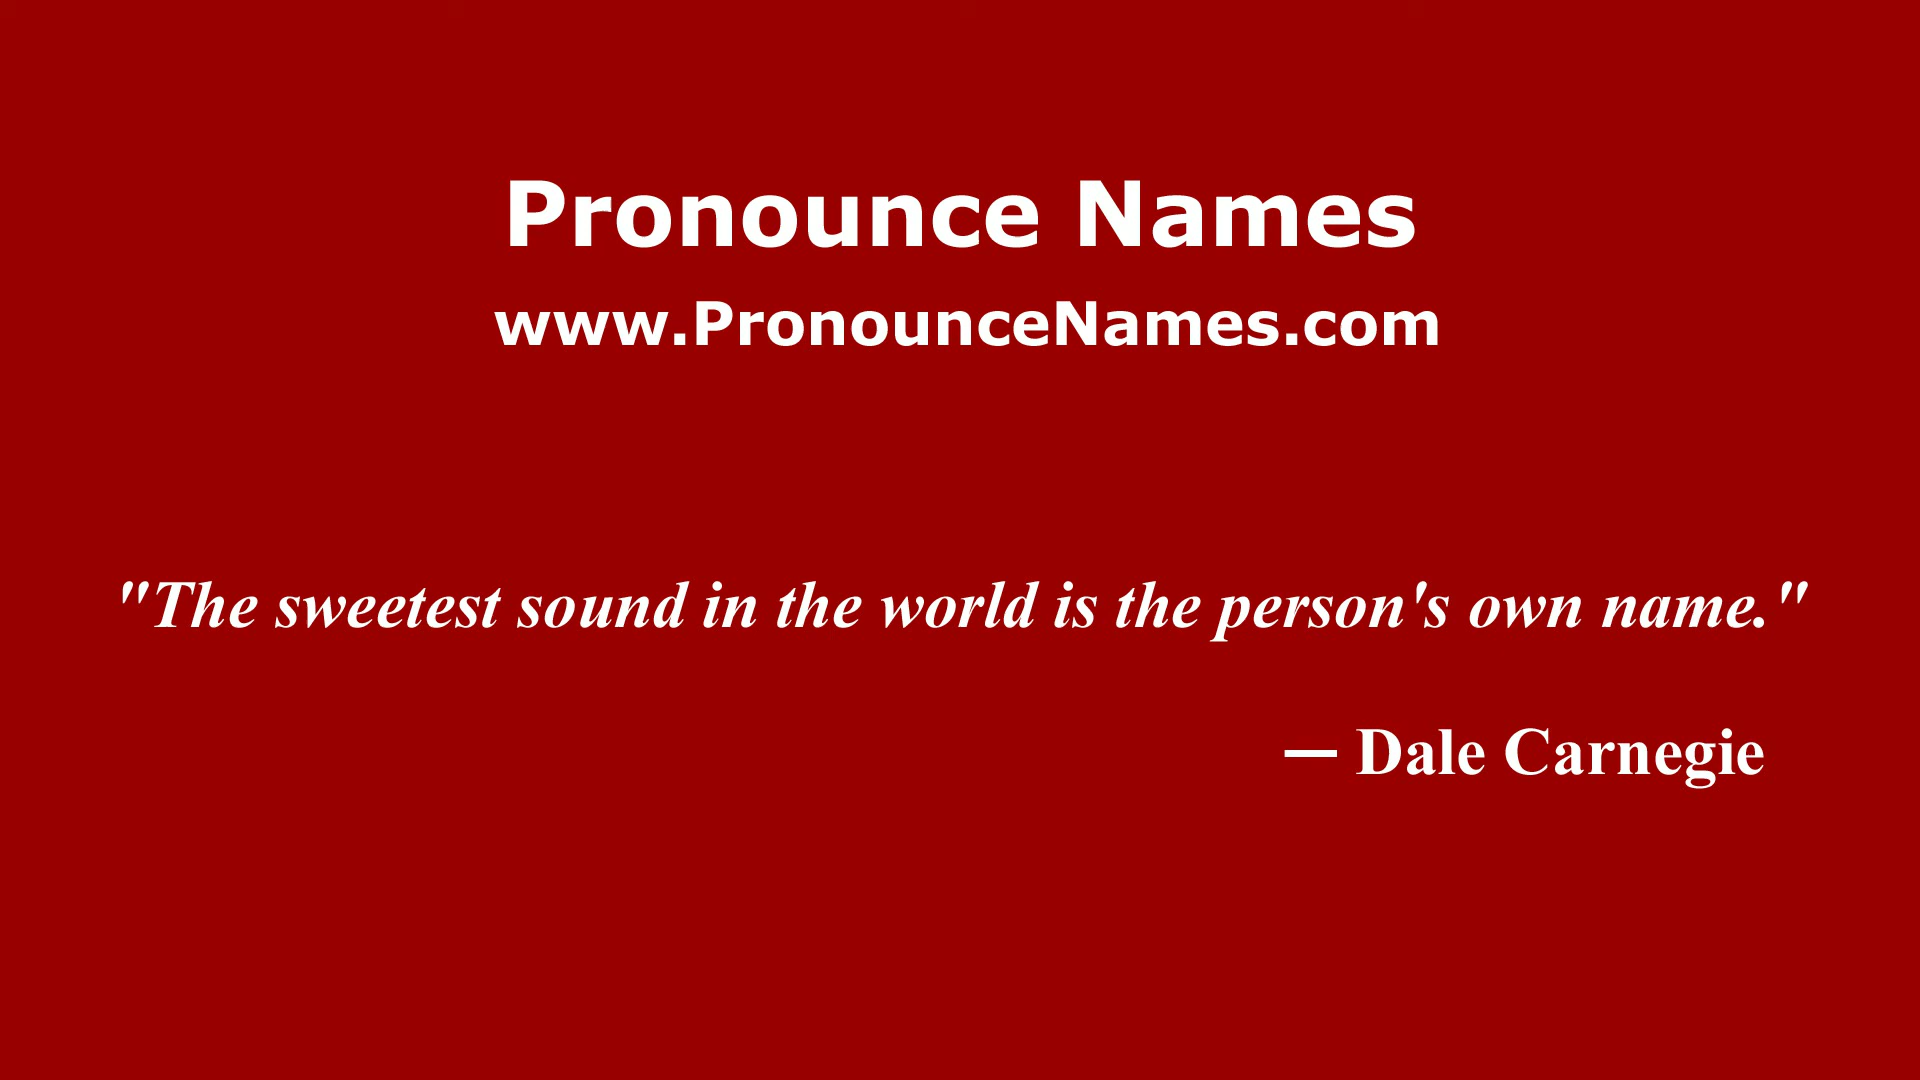 Pronounce Names
www.PronounceNames.com
"The sweetest sound in the world is the person's own name."
— Dale Carnegie